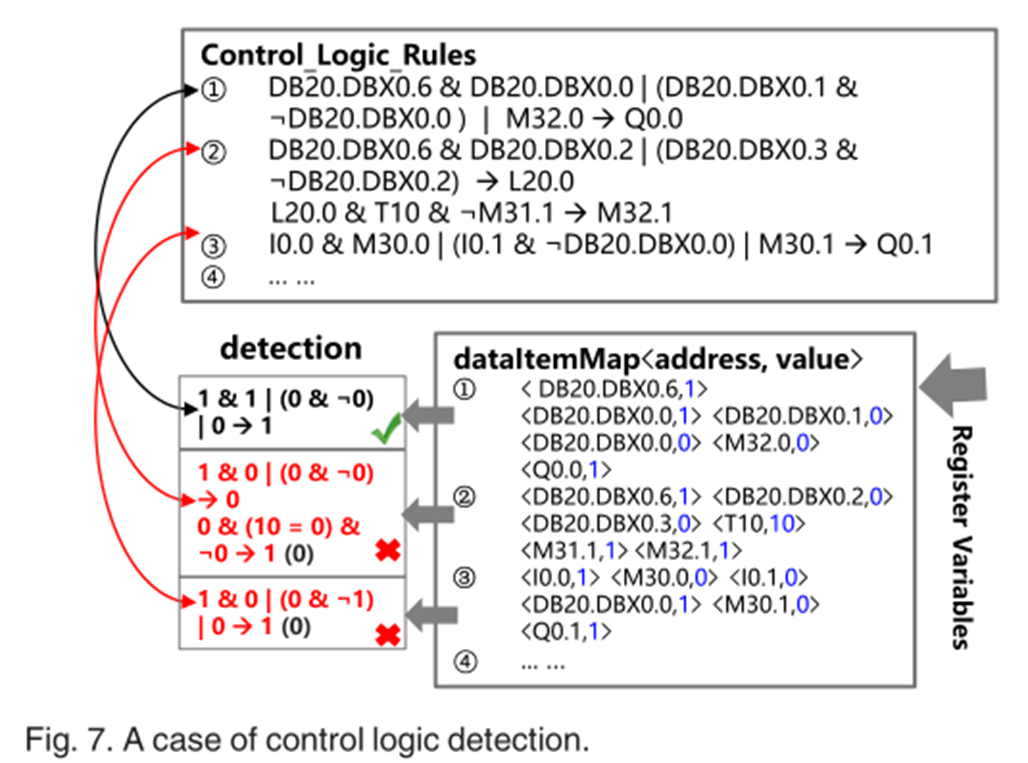 Control_Logic_Rules
① DB20.DBX0.6 & DB20.DBX0.0 | (DB20.DBX0.1 &
¬DB20.DBX0.0 ) | M32.0 → Q0.0
② DB20.DBX0.6 & DB20.DBX0.2 | (DB20.DBX0.3 &
¬DB20.DBX0.2) → L20.0
L20.0 & T10 & ¬M31.1 → M32.1
③ I0.0 & M30.0 | (I0.1 & ¬DB20.DBX0.0) | M30.1 → Q0.1
④ ... ...
detection
1 & 1 | (0 & ¬0)
| 0 → 1
1 & 0 | (0 & ¬0)
→ 0
0 & (10 = 0) &
¬0 → 1 (0)
1 & 0 | (0 & ¬1)
| 0 → 1 (0)
dataItemMap<address, value>
① < DB20.DBX0.6,1>
<DB20.DBX0.0,1> <DB20.DBX0.1,0>
<DB20.DBX0.0,0> <M32.0,0>
<Q0.0,1>
② <DB20.DBX0.6,1> <DB20.DBX0.2,0>
<DB20.DBX0.3,0> <T10,10>
<M31.1,1> <M32.1,1>
③ <I0.0,1> <M30.0,0> <I0.1,0>
<DB20.DBX0.0,1> <M30.1,0>
<Q0.1,1>
④ ... ...
Register Variables
Fig. 7. A case of control logic detection.